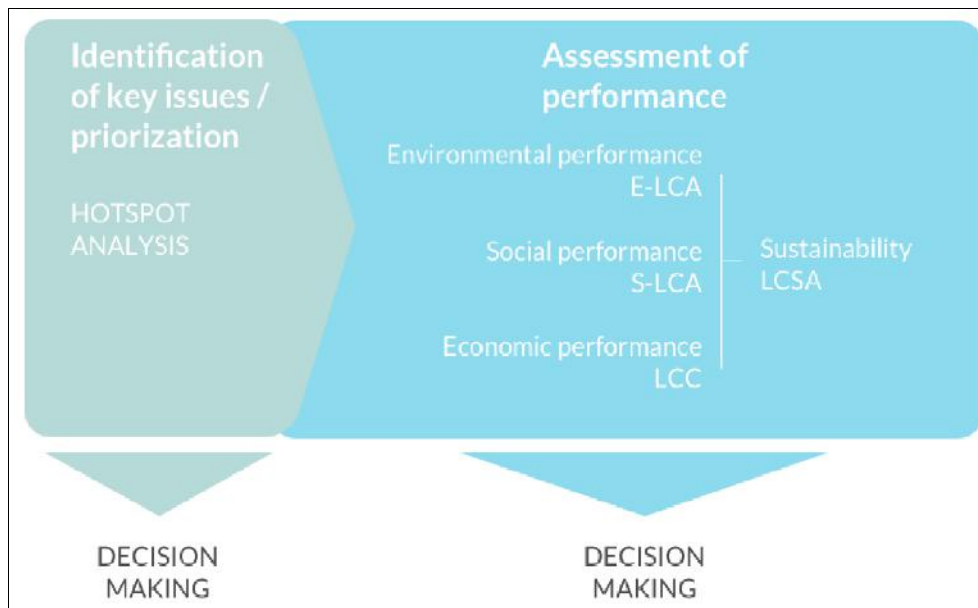 Identification
of key issues /
priorization
HOTSPOT
ANALYSIS
Assessment of
performance
Environmental performance
E-LCA
Social performance
S-LCA
Economic performance
LCC
Sustainability
LCSA
DECISION
MAKING
DECISION
MAKING